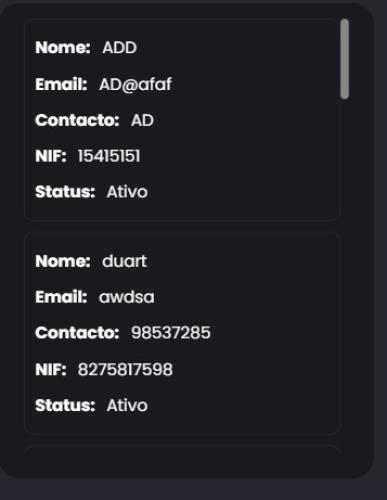 Nome: ADD
Email: AD@afaf
Contacto: AD
NIF: 15415151
Status: Ativo
Nome: duart
Email: awdsa
Contacto: 98537285
NIF: 8275817598
Status: Ativo